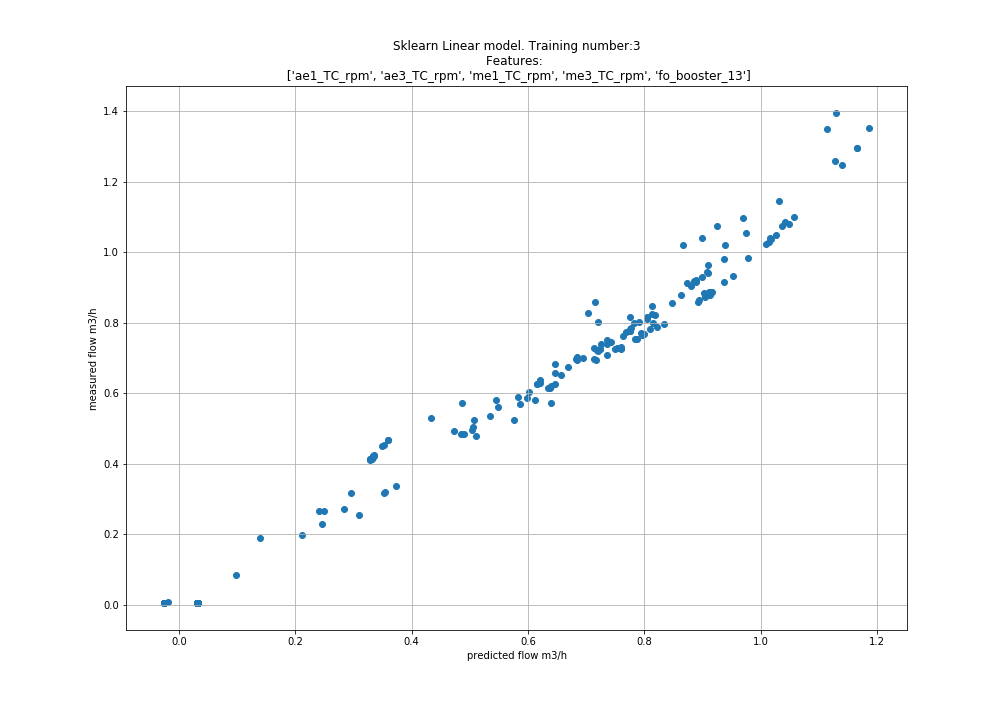 Sklearn Linear model. Training number:3
Features:
['ae1_TC_rpm', 'ae3_TC_rpm', 'me1_TC_rpm', 'me3_TC_rpm', 'fo_booster_13']
1.4
1.2
1.0
0.8
0.6
0.4
0.2
0.0
measured flow m3/h
0.0 0.2 0.4 0.6 0.8 1.0 1.2
predicted flow m3/h